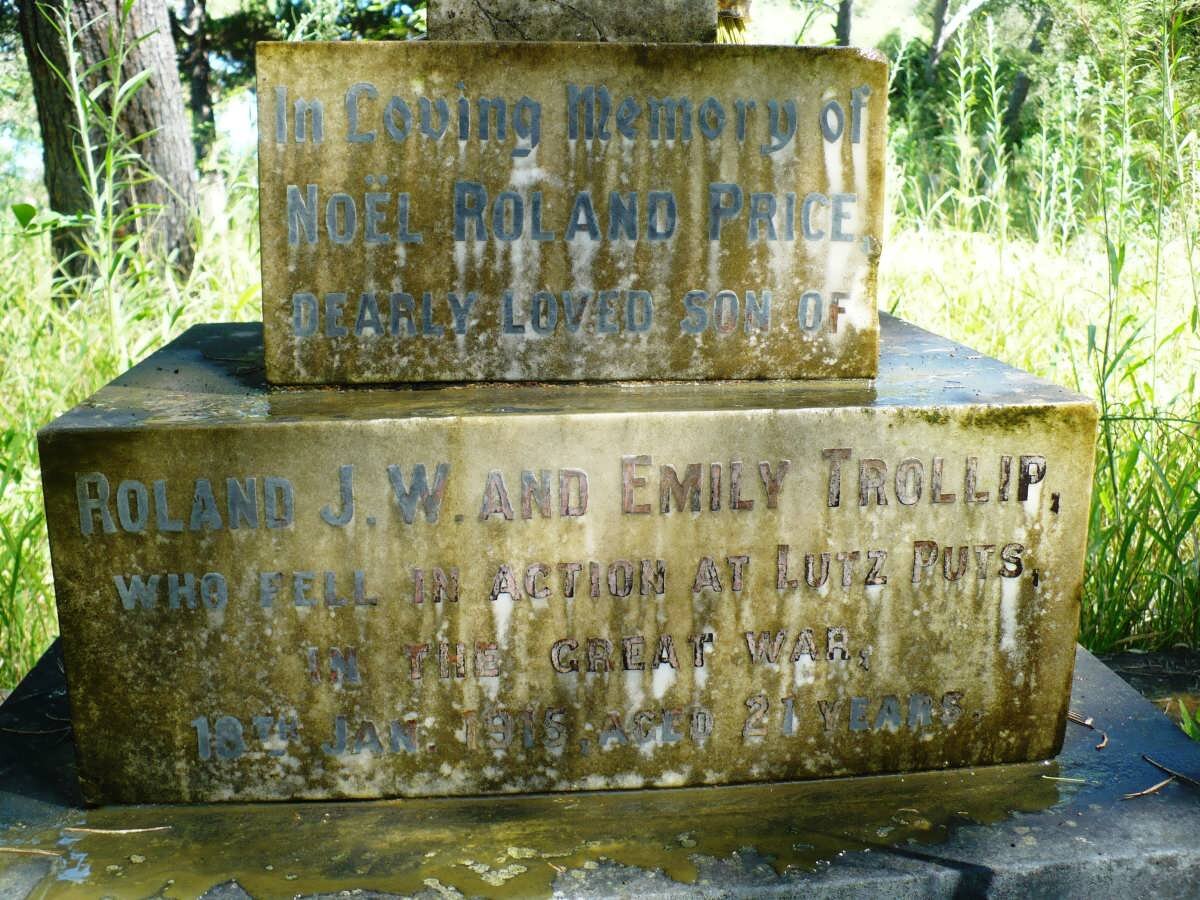 In Loving Memory of
NOËL ROLAND PRICE,
DEARLY LOVED SON OF
ROLAND J. W. AND EMILY TROLLIP,
WHO FELL IN ACTION AT LUTZ PUTS,
IN THE GREAT WAR,
18TH JAN. 1915, AGED 21 YEARS.